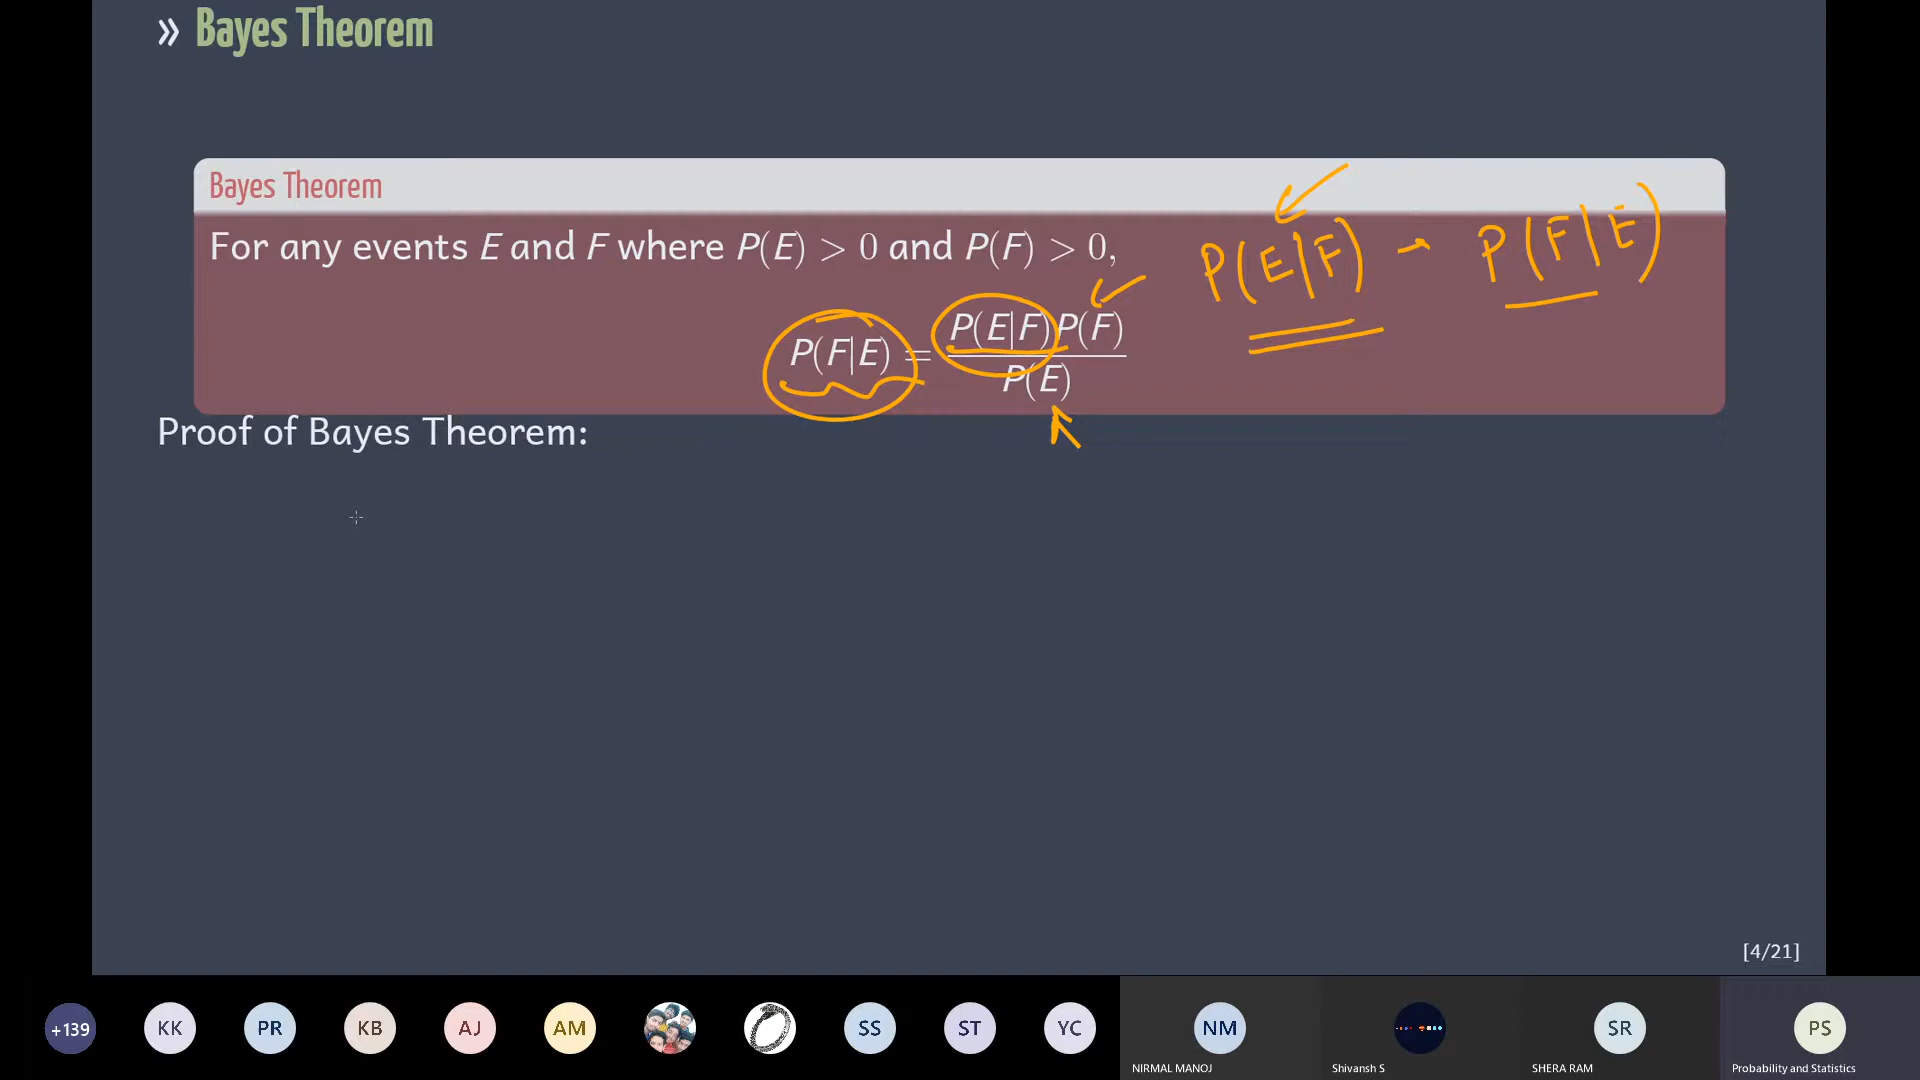 » Bayes Theorem
Bayes Theorem
For any events E and F where P(E) > 0 and P(F) > 0,
P(E|F) → P(F|E)
P(F|E) = P(E|F)P(F) / P(E)
Proof of Bayes Theorem:
[4/21]
+139 KK PR KB AJ AM SS ST YC NM SR PS
NIRMAL MANOJ Shivansh S SHERA RAM Probability and Statistics